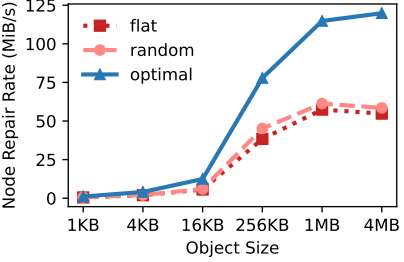 Node Repair Rate (MiB/s)
125
100
75
50
25
0
flat
random
optimal
1KB 4KB 16KB 256KB 1MB 4MB
Object Size